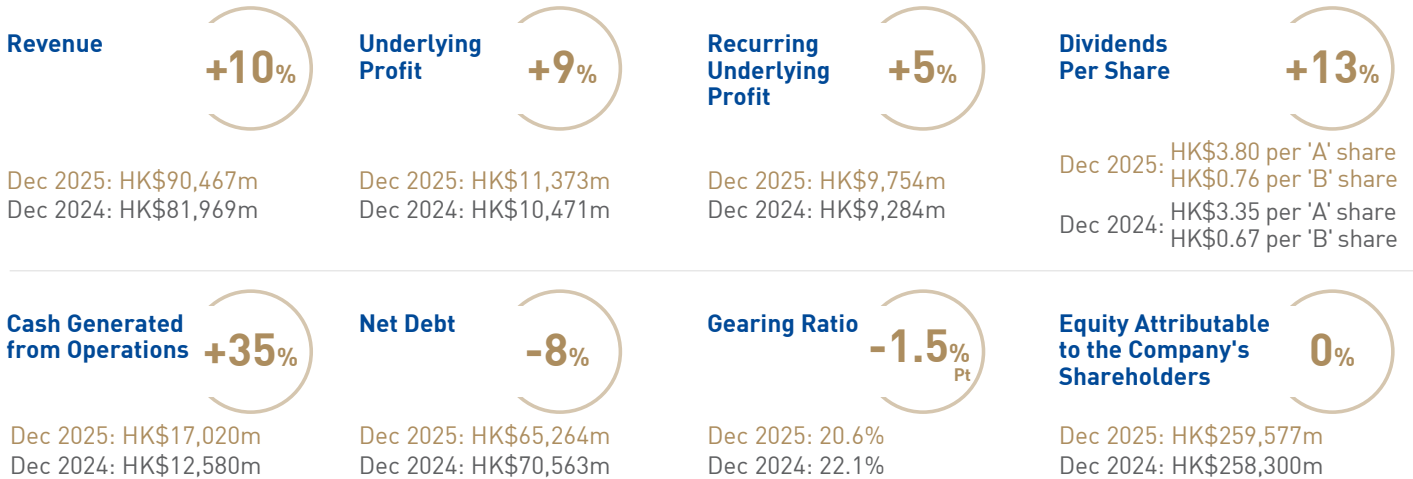 Revenue
+10%
Dec 2025: HK$90,467m
Dec 2024: HK$81,969m
Underlying
Profit
+9%
Dec 2025: HK$11,373m
Dec 2024: HK$10,471m
Recurring
Underlying
Profit
+5%
Dec 2025: HK$9,754m
Dec 2024: HK$9,284m
Dividends
Per Share
+13%
Dec 2025: HK$3.80 per 'A' share
HK$0.76 per 'B' share
Dec 2024: HK$3.35 per 'A' share
HK$0.67 per 'B' share
Cash Generated
from Operations
+35%
Dec 2025: HK$17,020m
Dec 2024: HK$12,580m
Net Debt
-8%
Dec 2025: HK$65,264m
Dec 2024: HK$70,563m
Gearing Ratio
-1.5%
Pt
Dec 2025: 20.6%
Dec 2024: 22.1%
Equity Attributable
to the Company's
Shareholders
0%
Dec 2025: HK$259,577m
Dec 2024: HK$258,300m